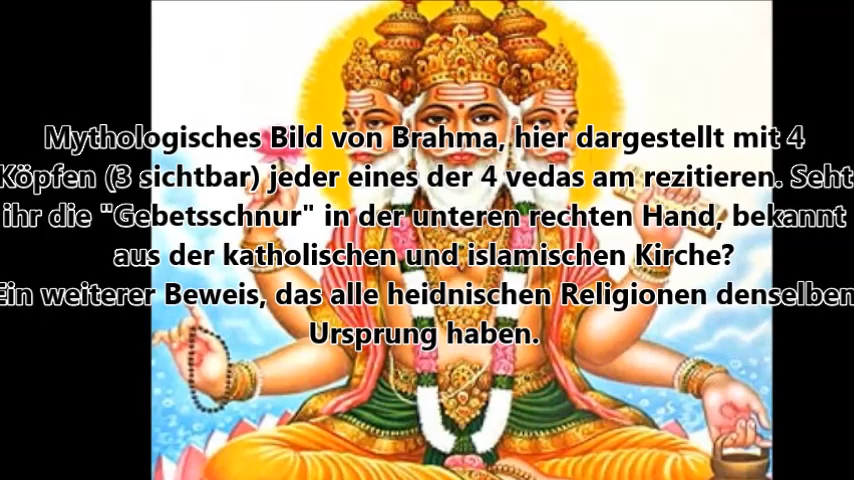 Mythologisches Bild von Brahma, hier dargestellt mit 4
Köpfen (3 sichtbar) jeder eines der 4 vedas am rezitieren. Seht
ihr die "Gebetsschnur" in der unteren rechten Hand, bekannt
aus der katholischen und islamischen Kirche?
Ein weiterer Beweis, das alle heidnischen Religionen denselben
Ursprung haben.